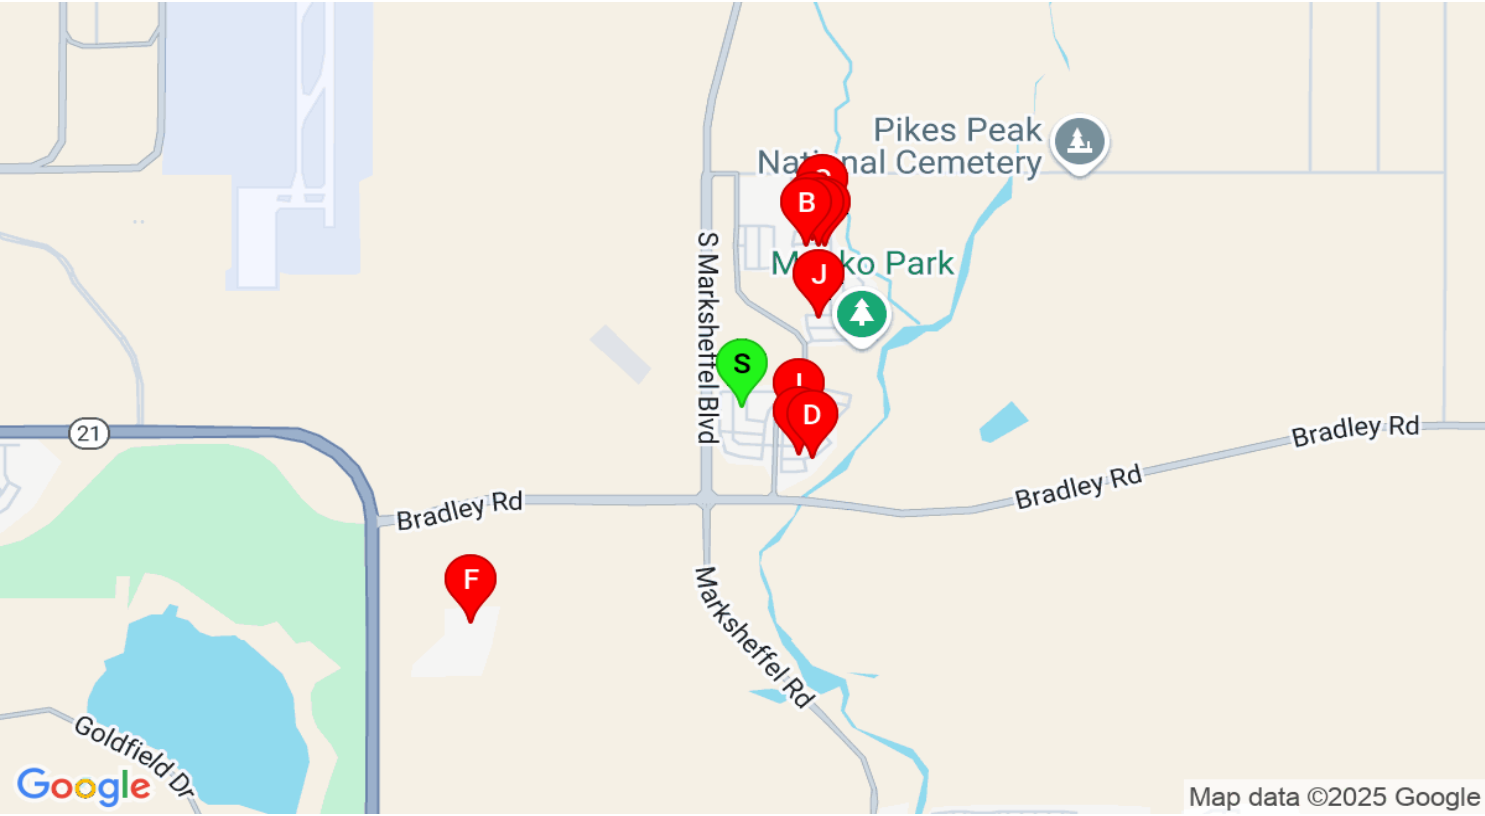 Pikes Peak
National Cemetery
B
J
S Marksheffel Blvd
S
D
F
21
Bradley Rd
Bradley Rd
Bradley Rd
Marksheffel Rd
Goldfield Dr
Google
Map data ©2025 Google